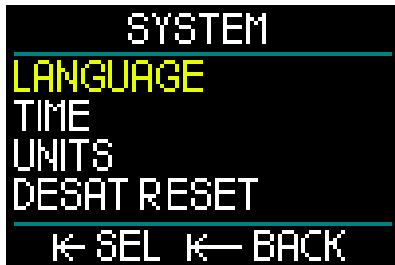 SYSTEM
LANGUAGE
TIME
UNITS
DESAT RESET
SEL BACK